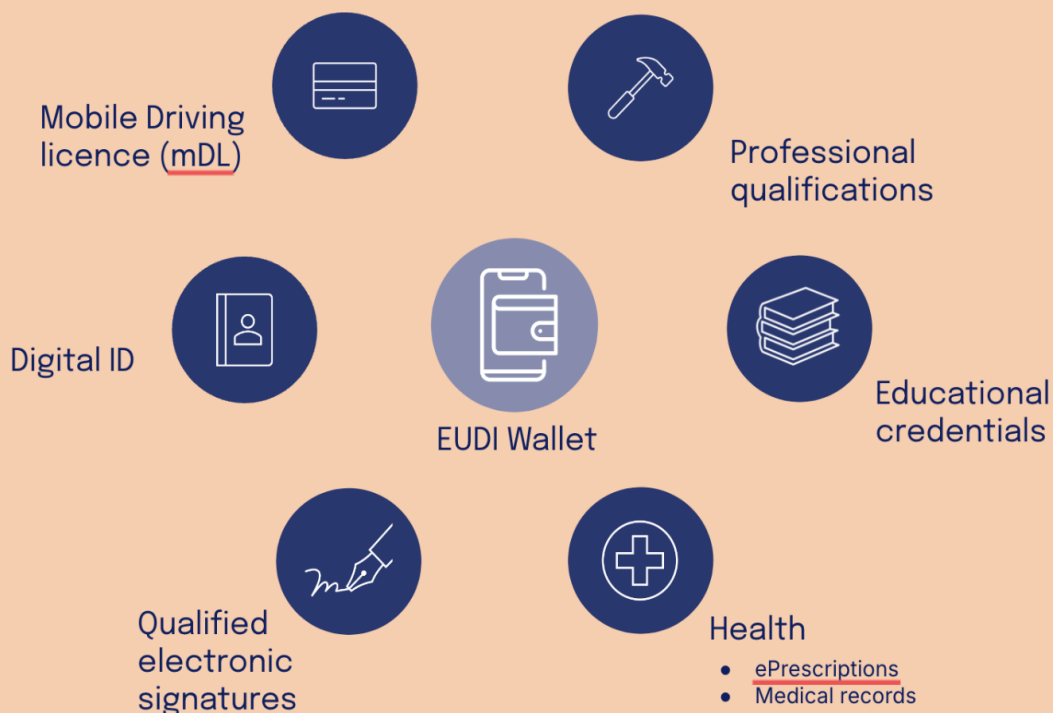 Mobile Driving
licence (mDL)
Professional
qualifications
Digital ID
EUDI Wallet
Educational
credentials
Qualified
electronic
signatures
Health
• ePrescriptions
• Medical records